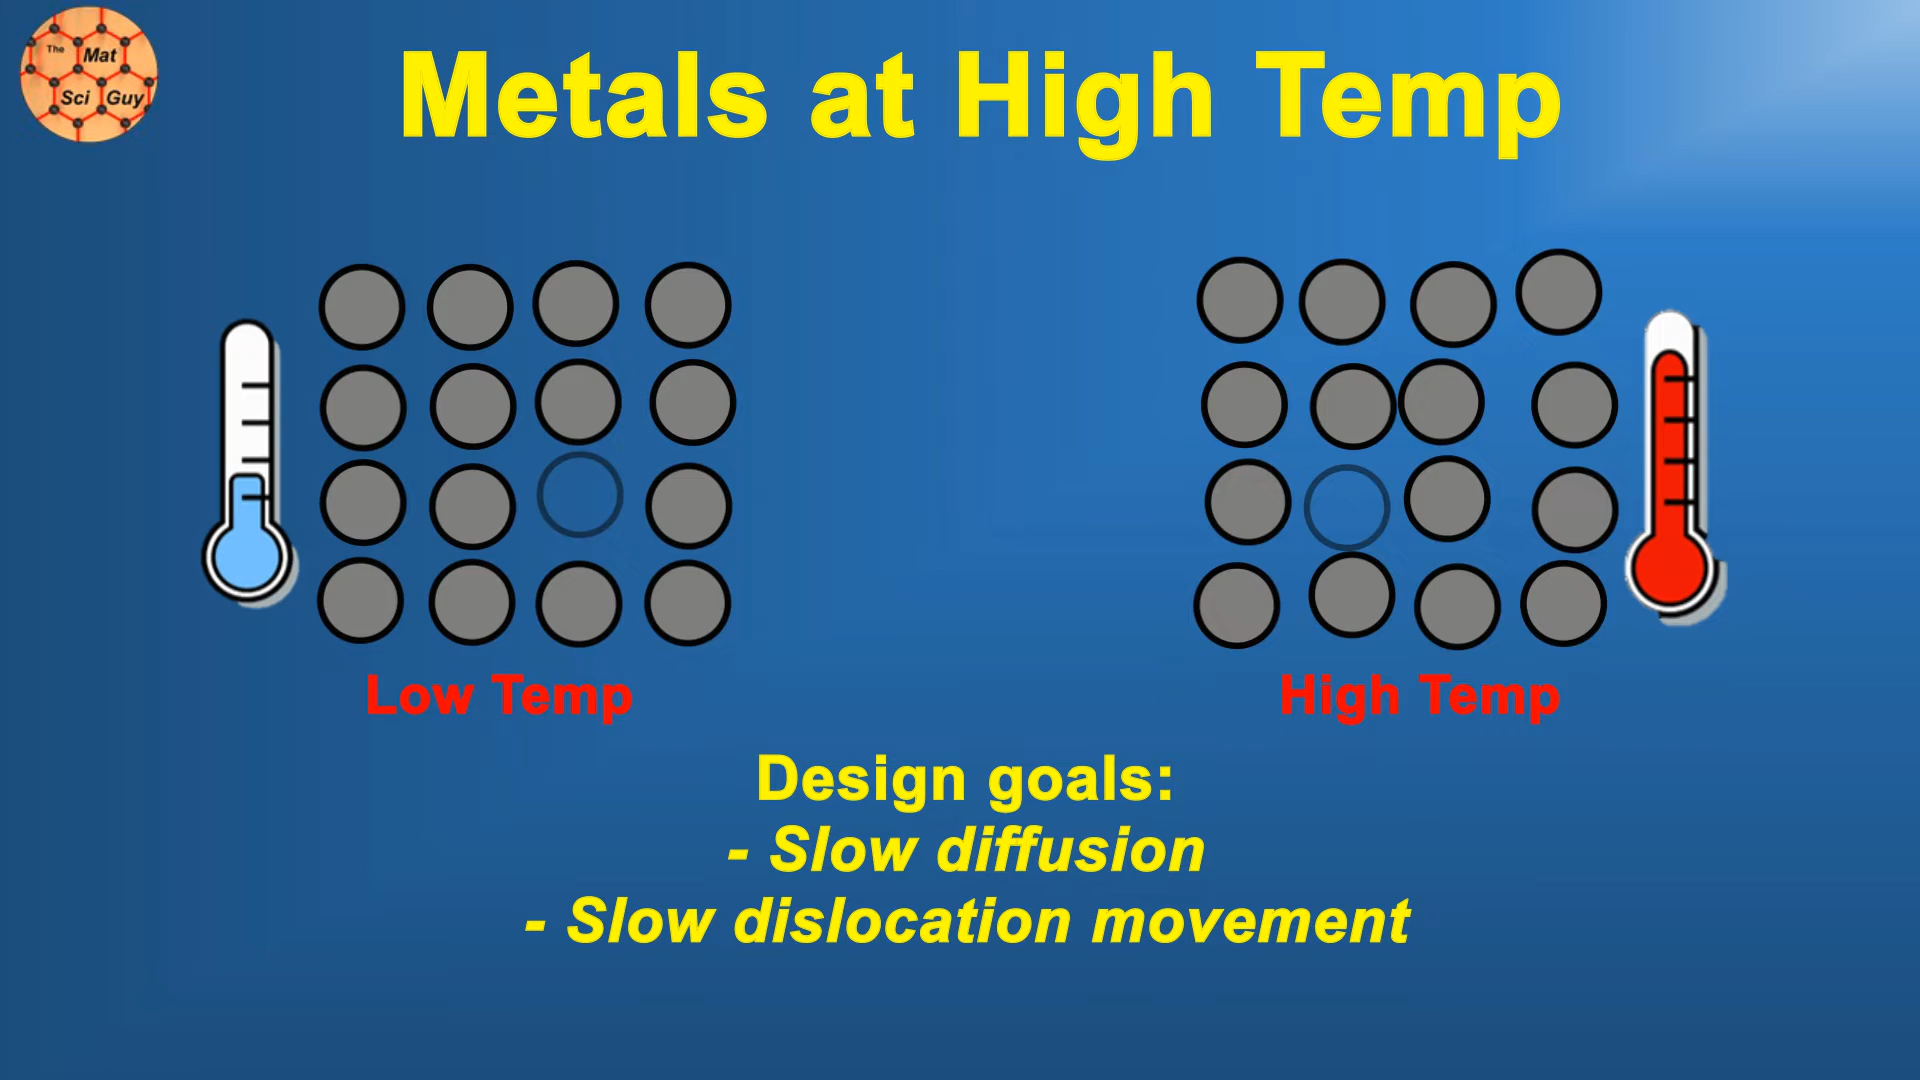 The
Mat
Sci Guy
Metals at High Temp
Low Temp
High Temp
Design goals:
- Slow diffusion
- Slow dislocation movement